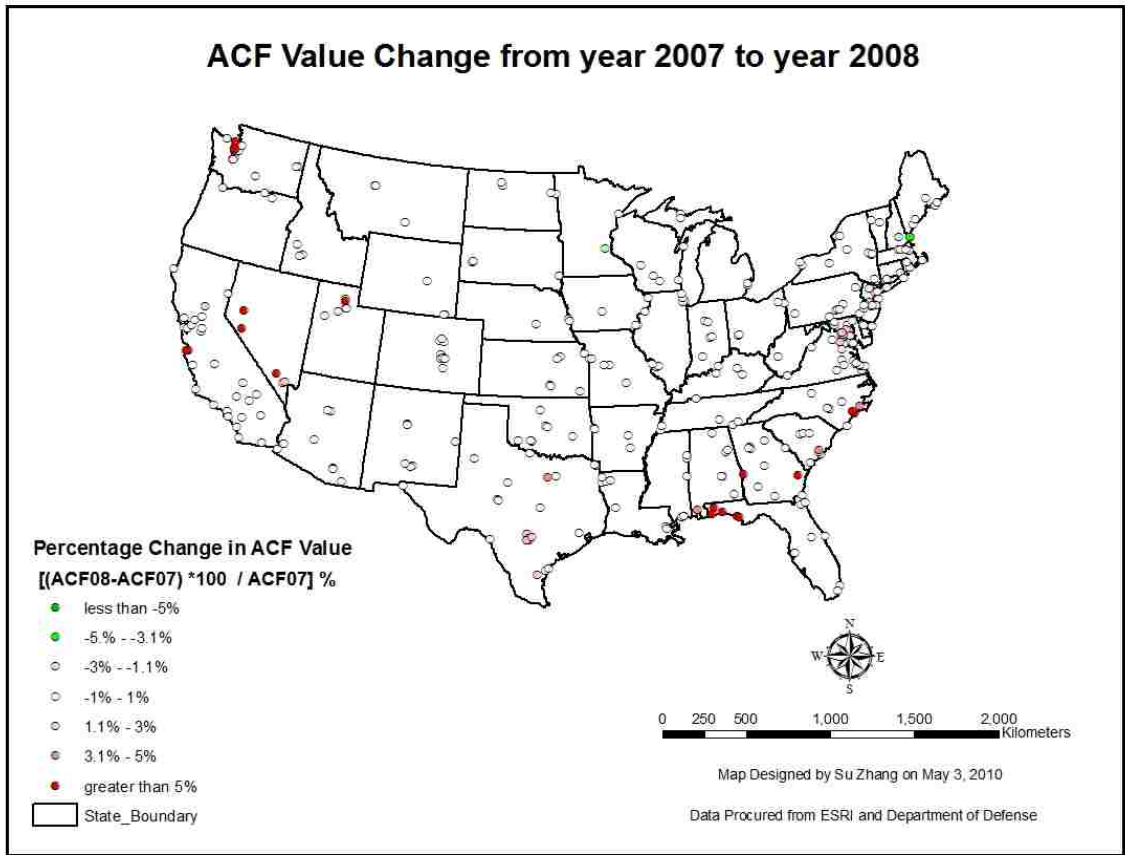 ACF Value Change from year 2007 to year 2008
Percentage Change in ACF Value
[(ACF08-ACF07) *100 / ACF07] %
less than -5%
-5.% - -3.1%
-3% - -1.1%
-1% - 1%
1.1% - 3%
3.1% - 5%
greater than 5%
State_Boundary
N
W E
S
0 250 500 1,000 1,500 2,000
Kilometers
Map Designed by Su Zhang on May 3, 2010
Data Procured from ESRI and Department of Defense